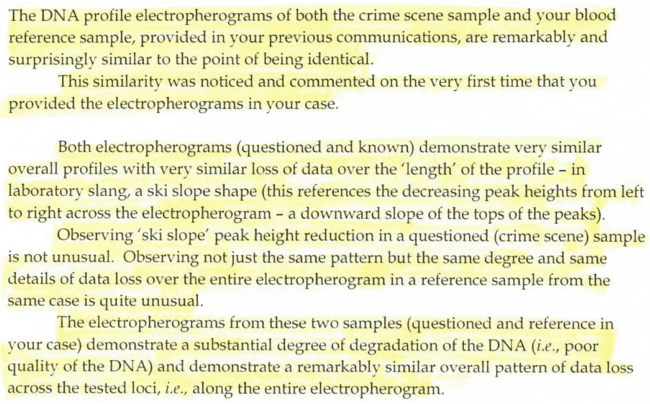 The DNA profile electropherograms of both the crime scene sample and your blood
reference sample, provided in your previous communications, are remarkably and
surprisingly similar to the point of being identical.
This similarity was noticed and commented on the very first time that you
provided the electropherograms in your case.
Both electropherograms (questioned and known) demonstrate very similar
overall profiles with very similar loss of data over the ‘length’ of the profile – in
laboratory slang, a ski slope shape (this references the decreasing peak heights from left
to right across the electropherogram – a downward slope of the tops of the peaks).
Observing ‘ski slope’ peak height reduction in a questioned (crime scene) sample
is not unusual. Observing not just the same pattern but the same degree and same
details of data loss over the entire electropherogram in a reference sample from the
same case is quite unusual.
The electropherograms from these two samples (questioned and reference in
your case) demonstrate a substantial degree of degradation of the DNA (i.e., poor
quality of the DNA) and demonstrate a remarkably similar overall pattern of data loss
across the tested loci, i.e., along the entire electropherogram.